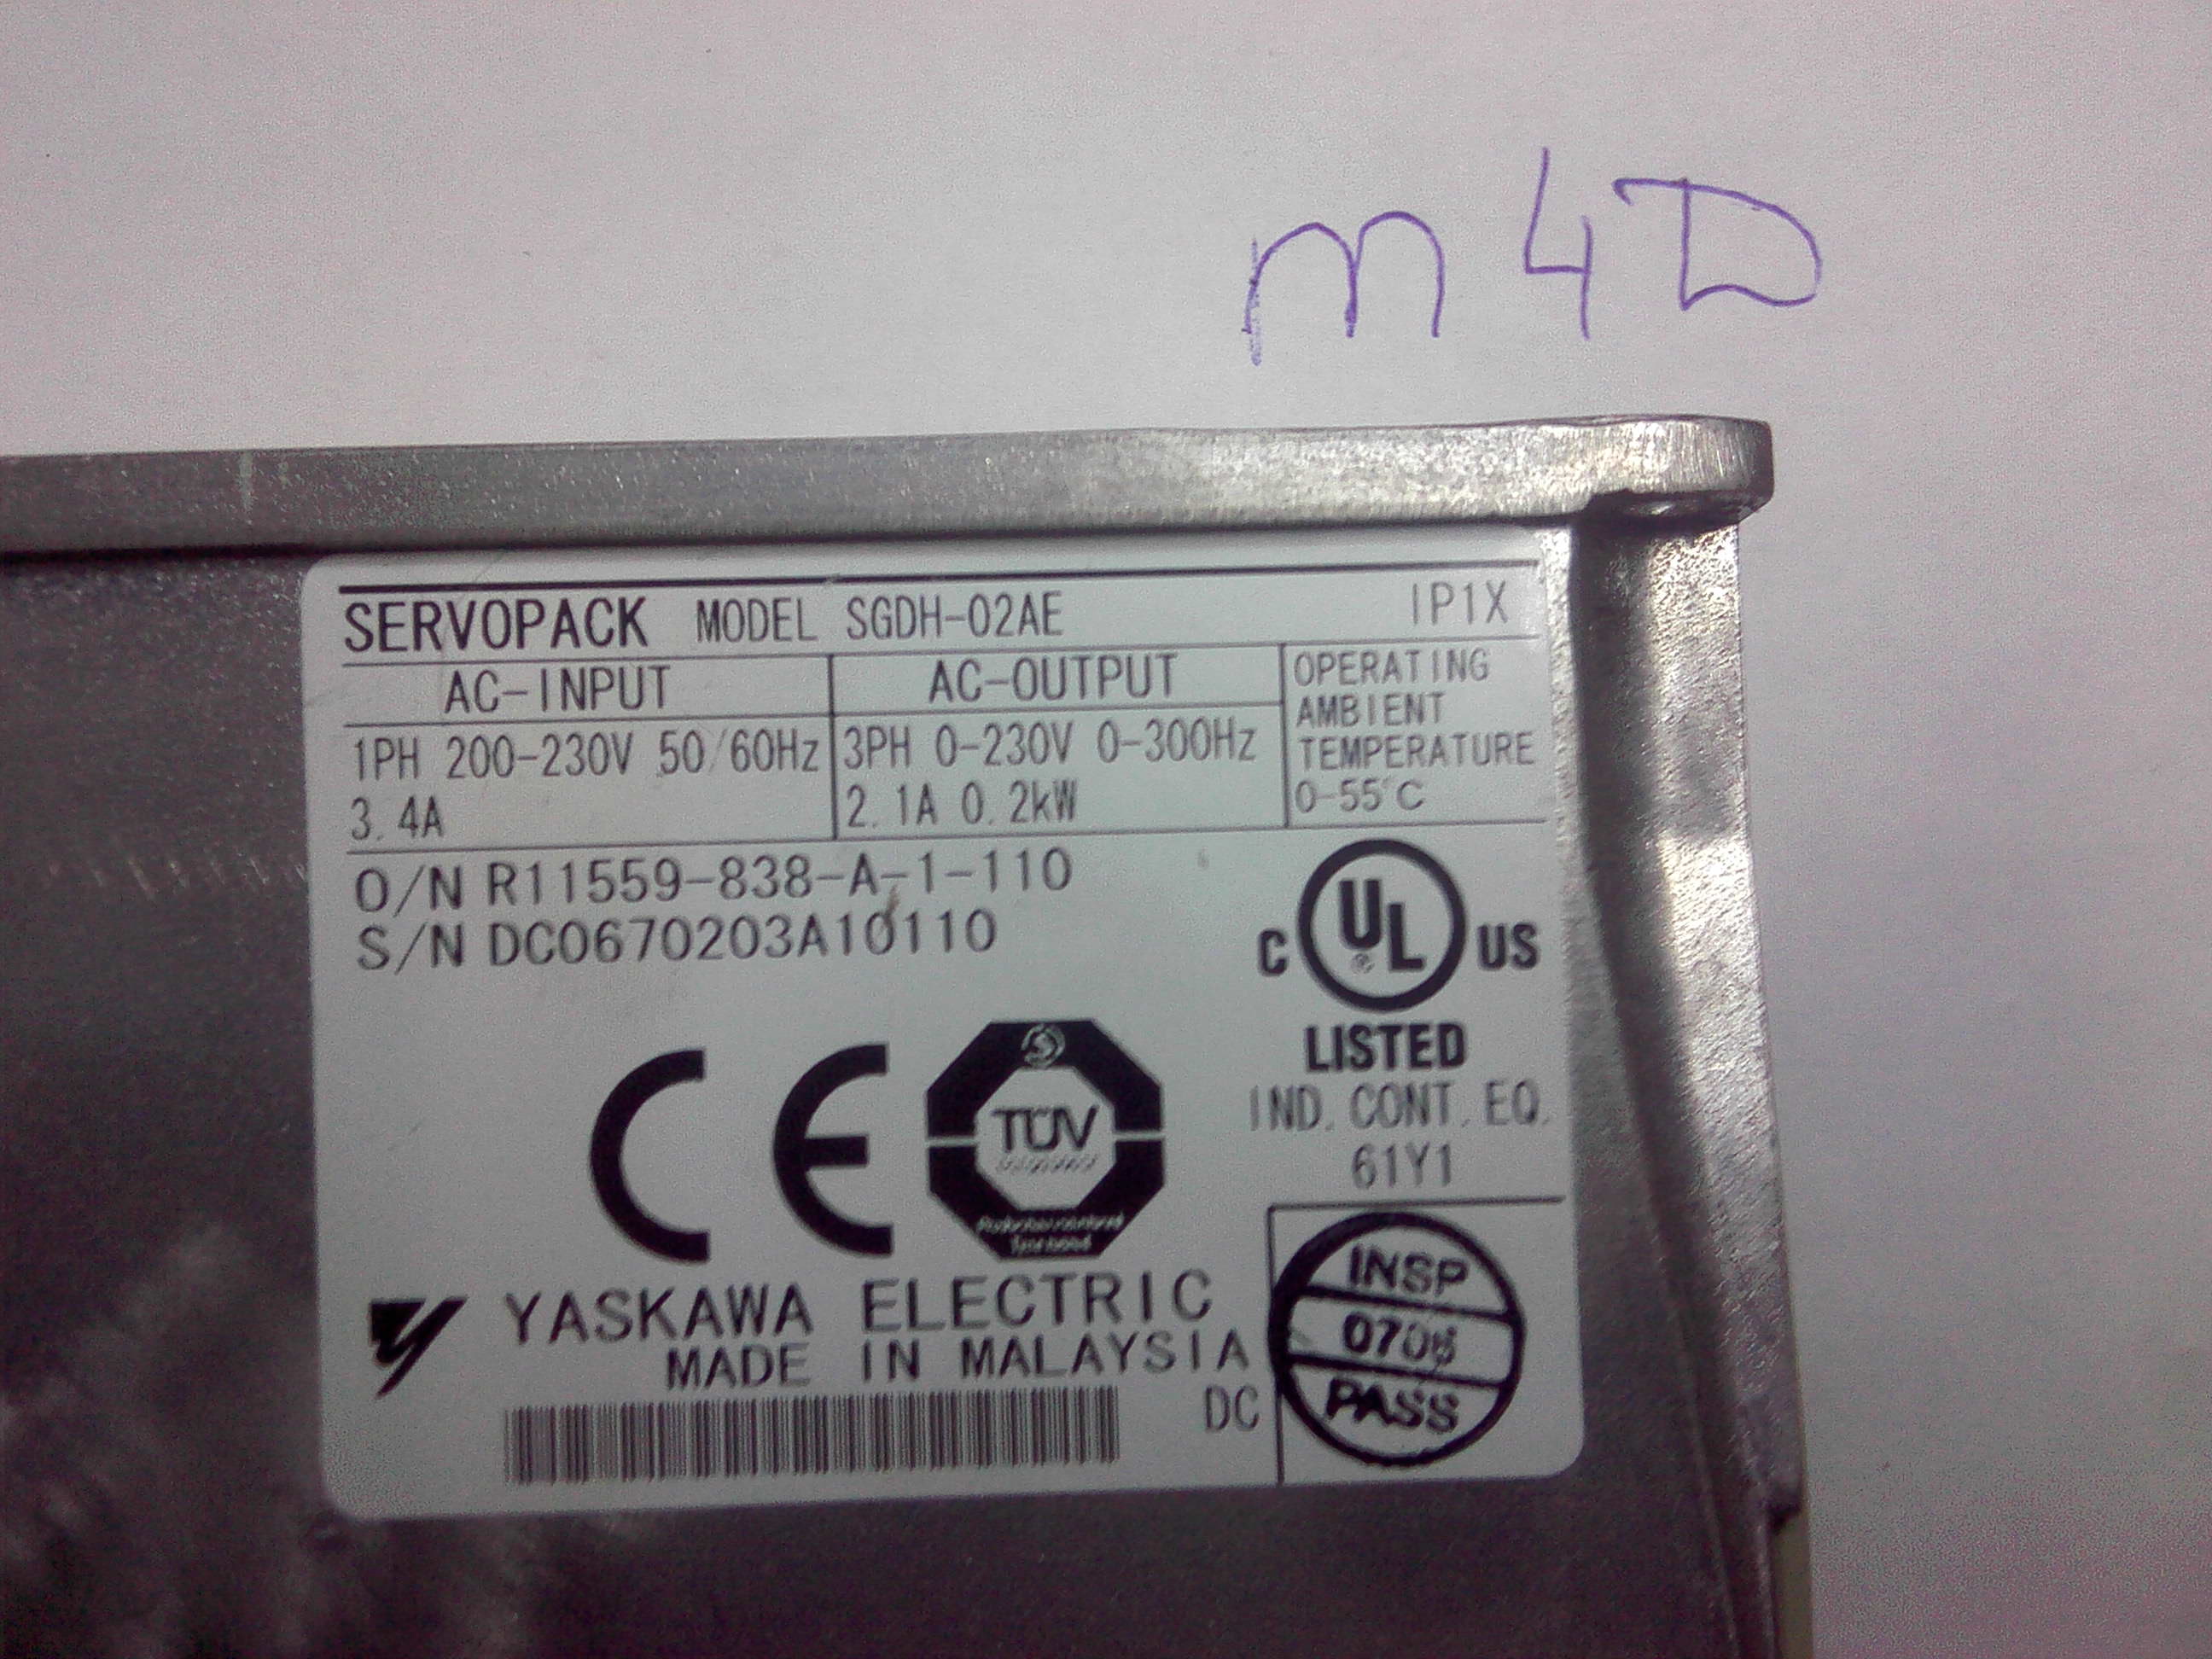 m4D
SERVOPACK MODEL SGDH-02AE IP1X
AC-INPUT AC-OUTPUT OPERATING AMBIENT TEMPERATURE 0-55°C
1PH 200-230V 50/60Hz 3PH 0-230V 0-300Hz
3.4A 2.1A 0.2kW
O/N R11559-838-A-1-110
S/N DC0670203A10110
C UL US
LISTED
IND. CONT. EQ.
61Y1
CE TÜV
YASKAWA ELECTRIC
MADE IN MALAYSIA
DC
INSP
PASS